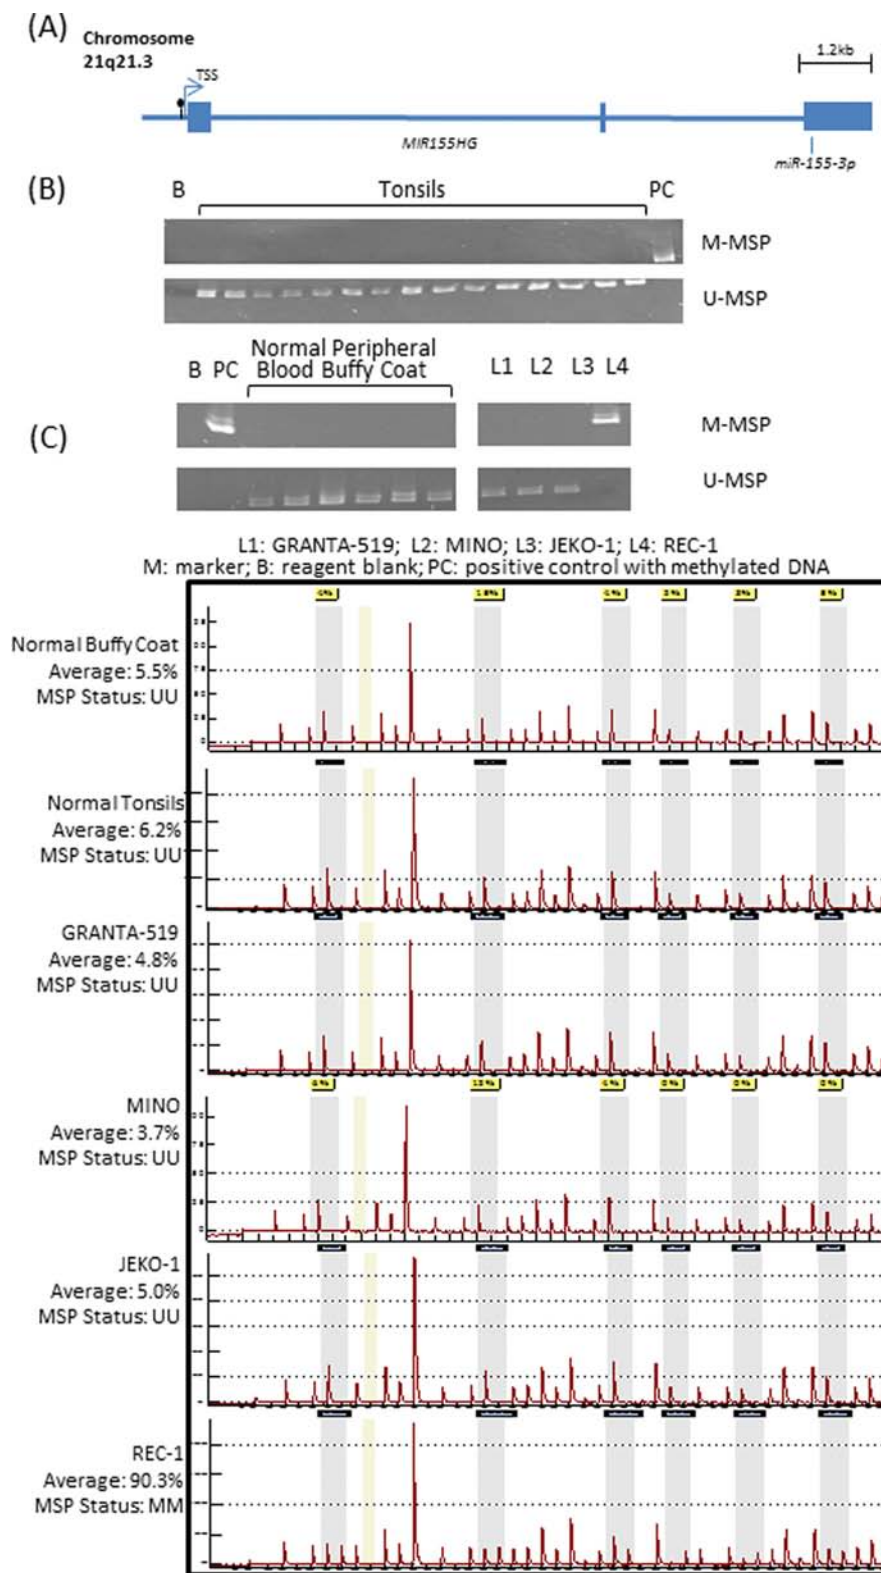 (A)
Chromosome
21q21.3
TSS
1.2kb
MIR155HG
miR-155-3p
(B)
B Tonsils PC
M-MSP
U-MSP
Normal Peripheral
Blood Buffy Coat
B PC L1 L2 L3 L4
(C)
M-MSP
U-MSP
L1: GRANTA-519; L2: MINO; L3: JEKO-1; L4: REC-1
M: marker; B: reagent blank; PC: positive control with methylated DNA
Normal Buffy Coat
Average: 5.5%
MSP Status: UU
Normal Tonsils
Average: 6.2%
MSP Status: UU
GRANTA-519
Average: 4.8%
MSP Status: UU
MINO
Average: 3.7%
MSP Status: UU
JEKO-1
Average: 5.0%
MSP Status: UU
REC-1
Average: 90.3%
MSP Status: MM